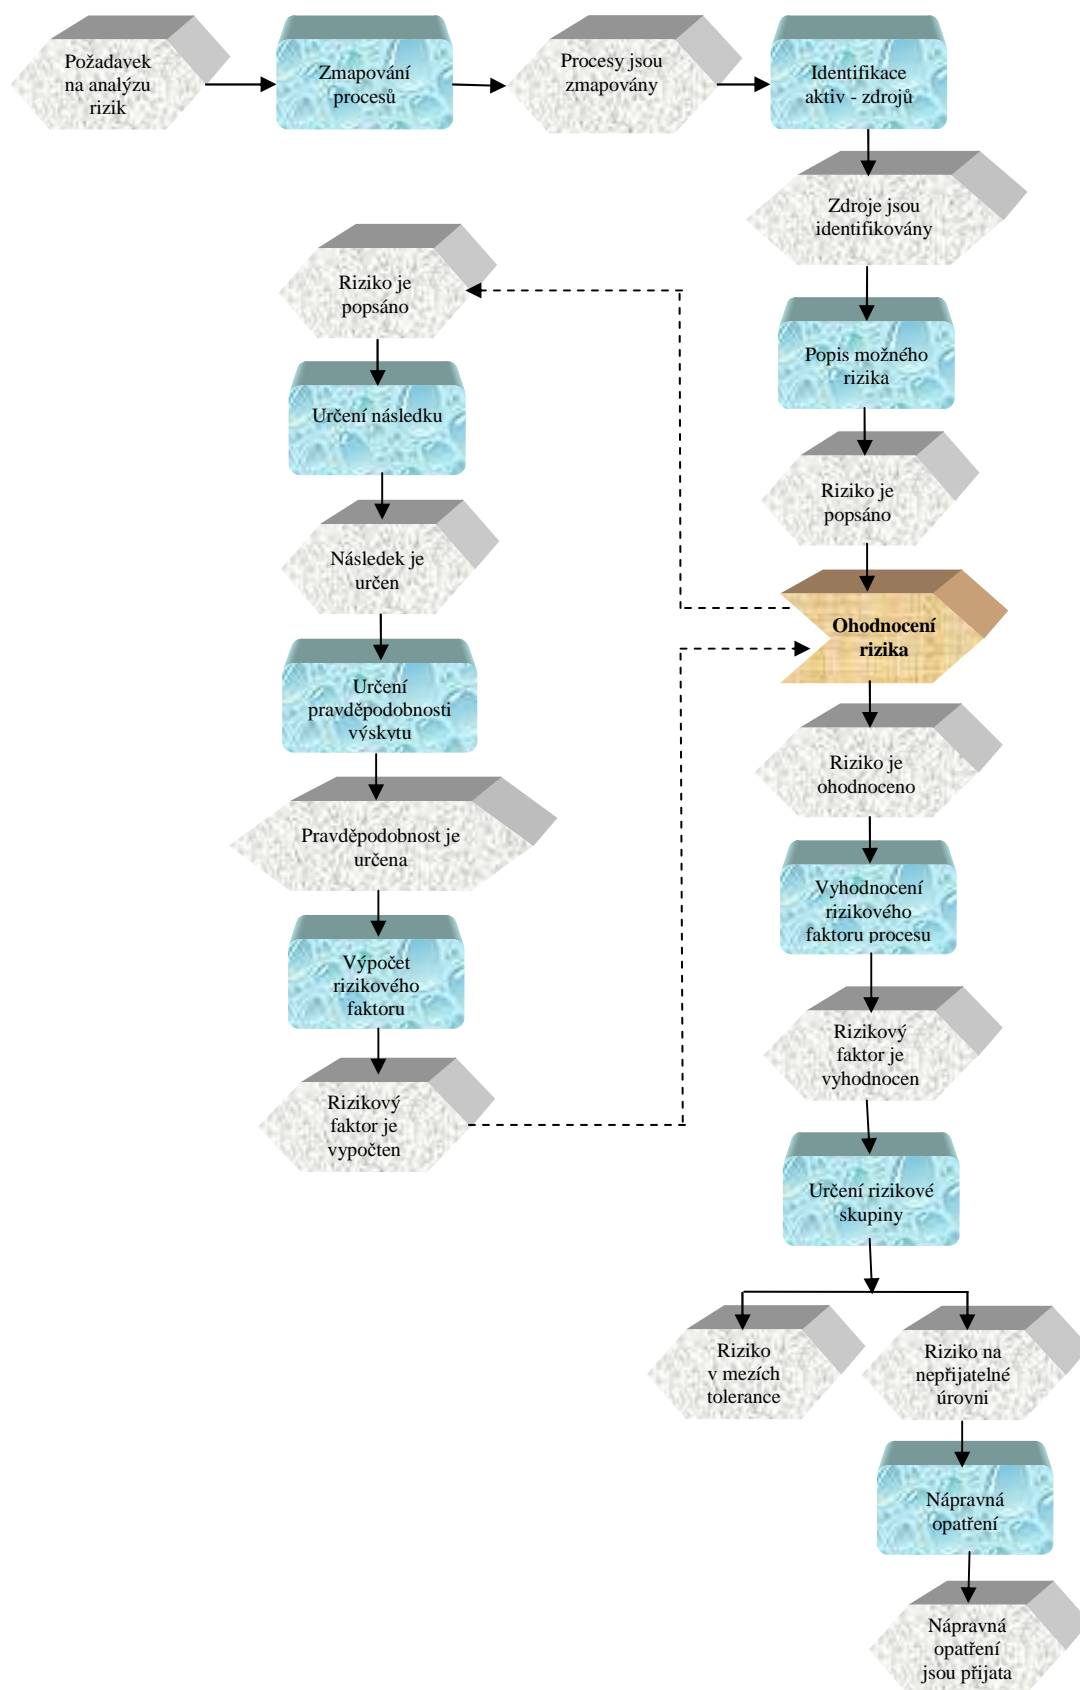 Požadavek
na analýzu
rizik
Zmapování
procesů
Procesy jsou
zmapovány
Identifikace
aktiv - zdrojů
Zdroje jsou
identifikovány
Popis možného
rizika
Riziko je
popsáno
Ohodnocení
rizika
Riziko je
ohodnoceno
Vyhodnocení
rizikového
faktoru procesu
Rizikový
faktor je
vyhodnocen
Určení rizikové
skupiny
Riziko
v mezích
tolerance
Riziko na
nepřijatelné
úrovni
Nápravná
opatření
Nápravná
opatření
jsou přijata
Riziko je
popsáno
Určení následku
Následek je
určen
Určení
pravděpodobnosti
výskytu
Pravděpodobnost je
určena
Výpočet
rizikového
faktoru
Rizikový
faktor je
vypočten